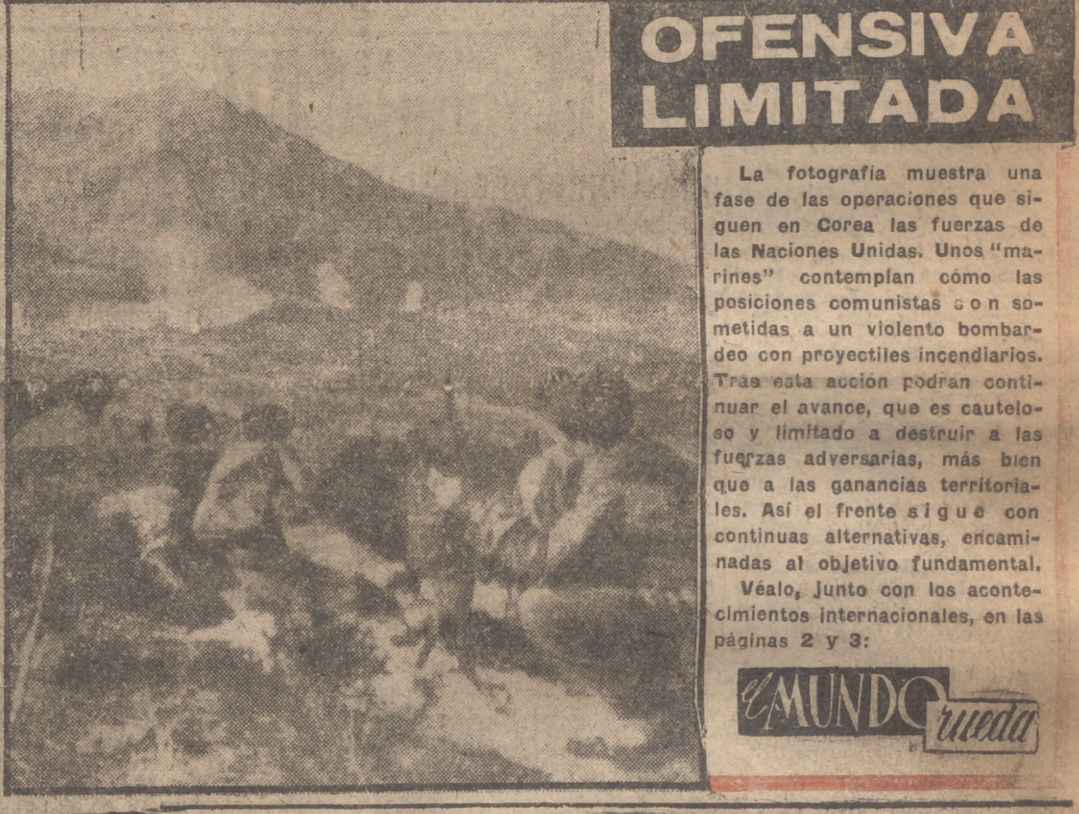 OFENSIVA
LIMITADA
La fotografía muestra una
fase de las operaciones que si-
guen en Corea las fuerzas de
las Naciones Unidas. Unos "ma-
rines" contemplan cómo las
posiciones comunistas son so-
metidas a un violento bombar-
deo con proyectiles incendiarios.
Tras esta acción podrán conti-
nuar el avance, que es cautelo-
so y limitado a destruir a las
fuerzas adversarias, más bien
que a las ganancias territoria-
les. Así el frente sigue con
continuas alternativas, encami-
nadas al objetivo fundamental.
Véalo, junto con los aconte-
cimientos internacionales, en las
páginas 2 y 3:
el MUNDO
rueda